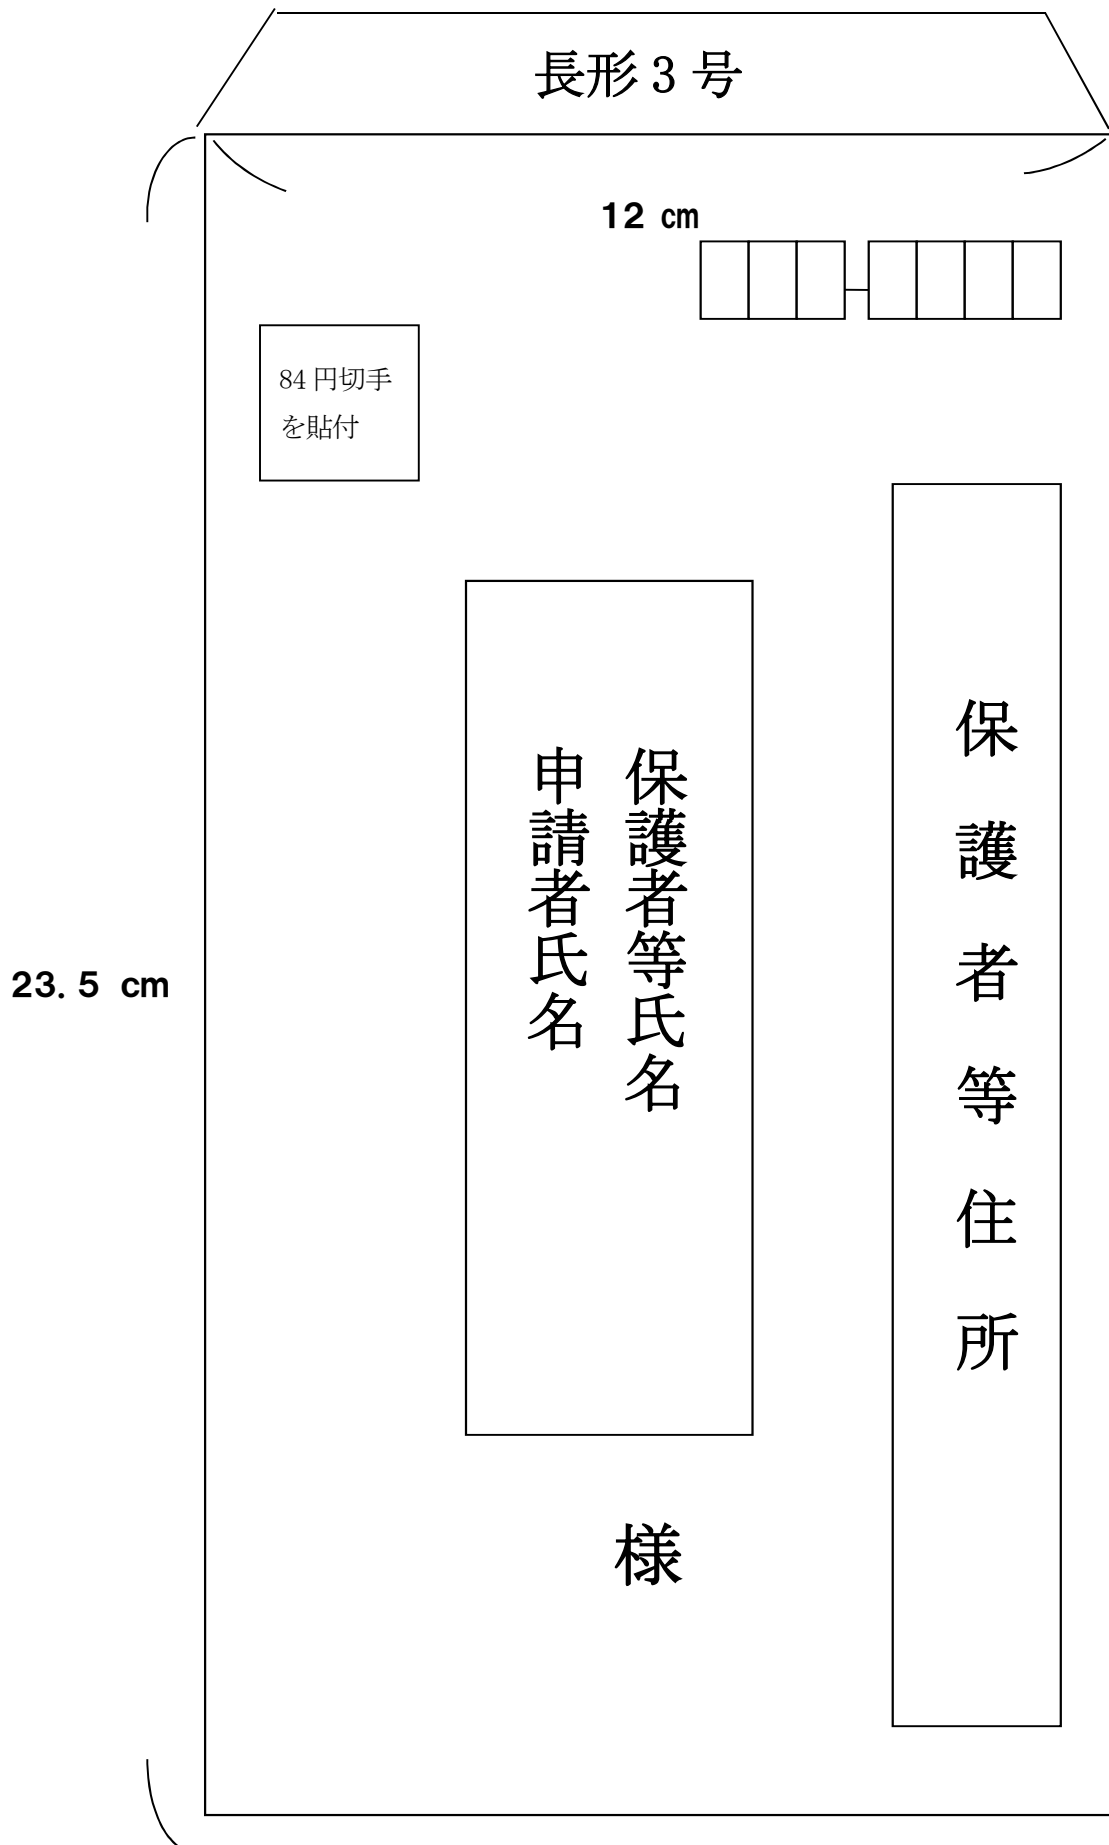 長形3号
12 ㎝
84円切手
を貼付
保護者等住所
保護者等氏名
申請者氏名
様
23.5 cm